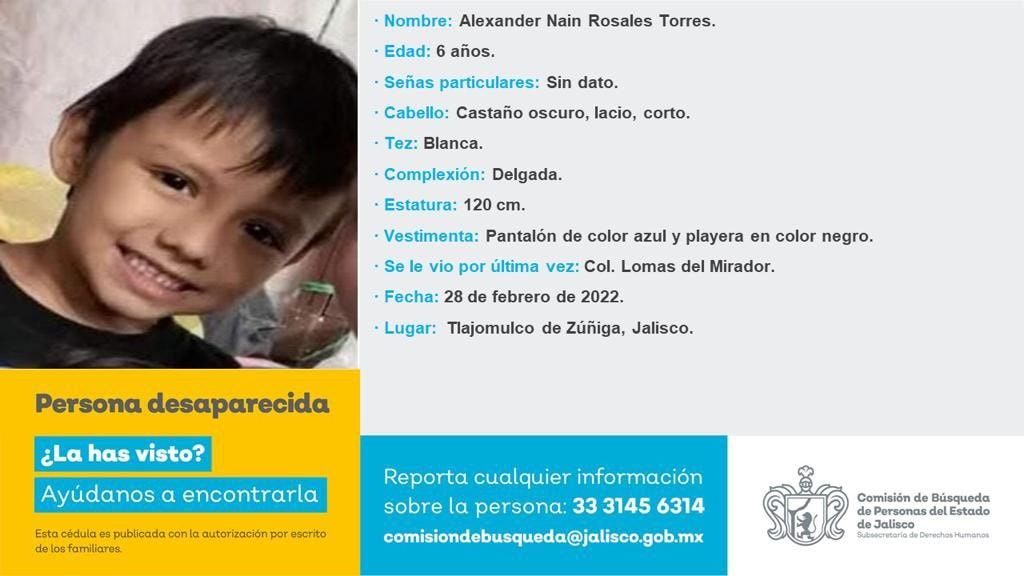 · Nombre: Alexander Nain Rosales Torres.
· Edad: 6 años.
· Señas particulares: Sin dato.
· Cabello: Castaño oscuro, lacio, corto.
· Tez: Blanca.
· Complexión: Delgada.
· Estatura: 120 cm.
· Vestimenta: Pantalón de color azul y playera en color negro.
· Se le vio por última vez: Col. Lomas del Mirador.
· Fecha: 28 de febrero de 2022.
· Lugar: Tlajomulco de Zúñiga, Jalisco.
Persona desaparecida
¿La has visto?
Ayúdanos a encontrarla
Esta cédula es publicada con la autorización por escrito
de los familiares.
Reporta cualquier información
sobre la persona: 33 3145 6314
comisiondebusqueda@jalisco.gob.mx
Comisión de Búsqueda
de Personas del Estado
de Jalisco
Subsecretaría de Derechos Humanos